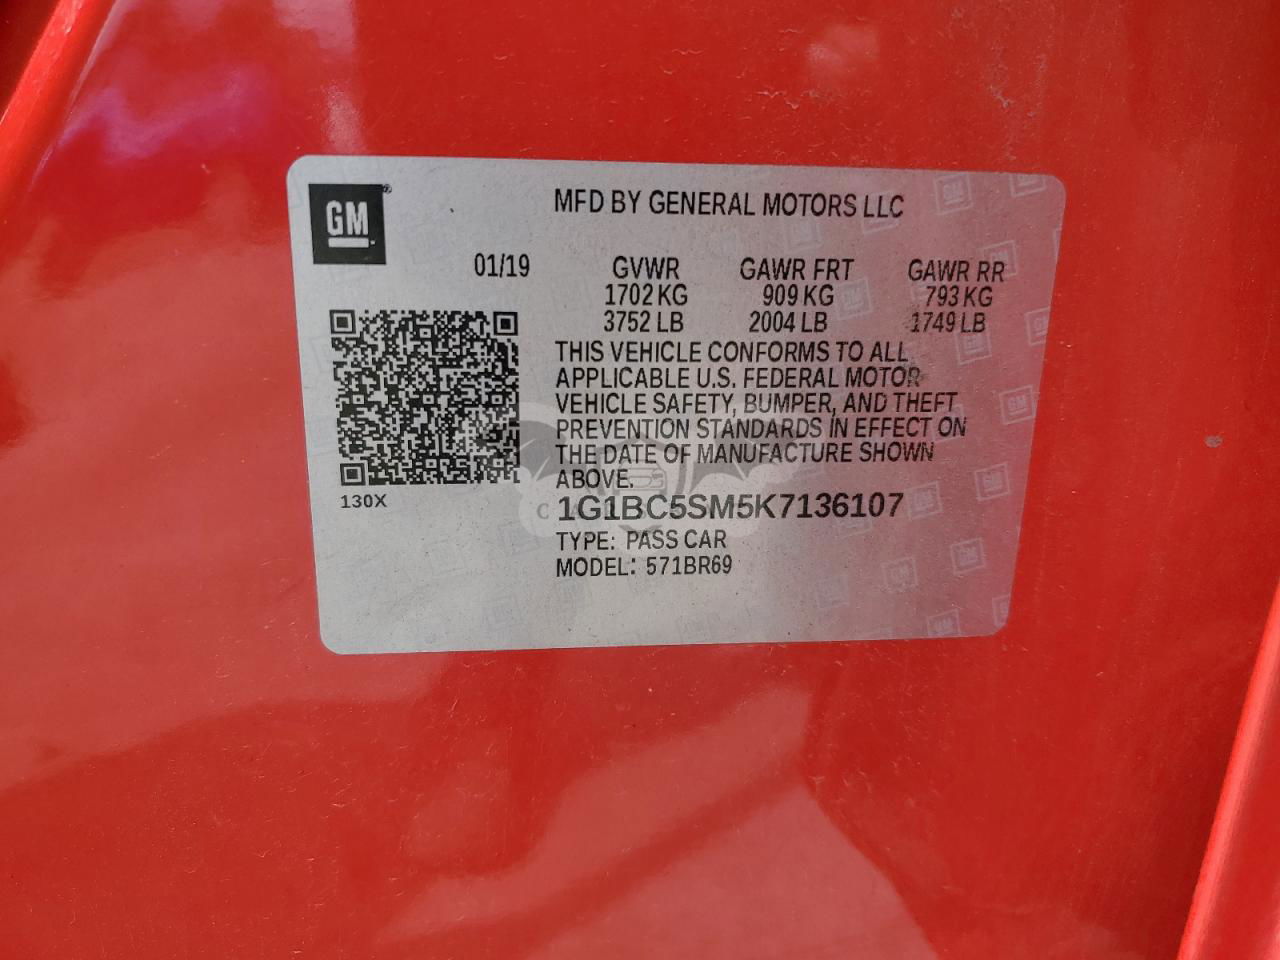 GM
MFD BY GENERAL MOTORS LLC
01/19 GVWR GAWR FRT GAWR RR
1702 KG 909 KG 793 KG
3752 LB 2004 LB 1749 LB
THIS VEHICLE CONFORMS TO ALL
APPLICABLE U.S. FEDERAL MOTOR
VEHICLE SAFETY, BUMPER, AND THEFT
PREVENTION STANDARDS IN EFFECT ON
THE DATE OF MANUFACTURE SHOWN
ABOVE.
130X
1G1BC5SM5K7136107
TYPE: PASS CAR
MODEL: 571BR69